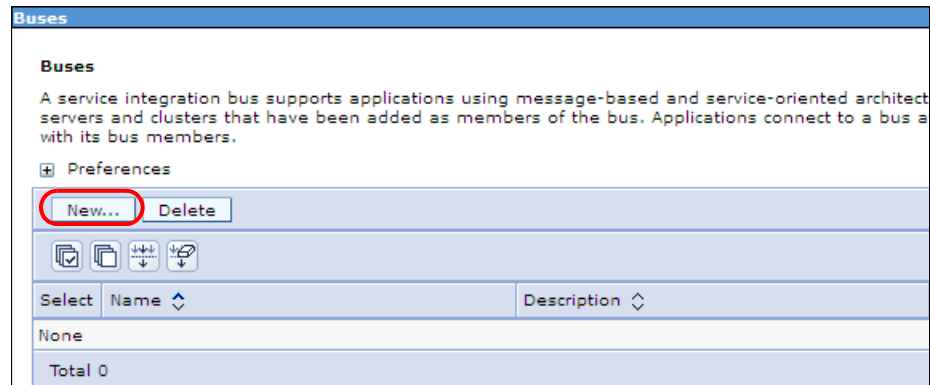 Buses
Buses
A service integration bus supports applications using message-based and service-oriented architect
servers and clusters that have been added as members of the bus. Applications connect to a bus a
with its bus members.
Preferences
New... Delete
Select Name Description
None
Total 0